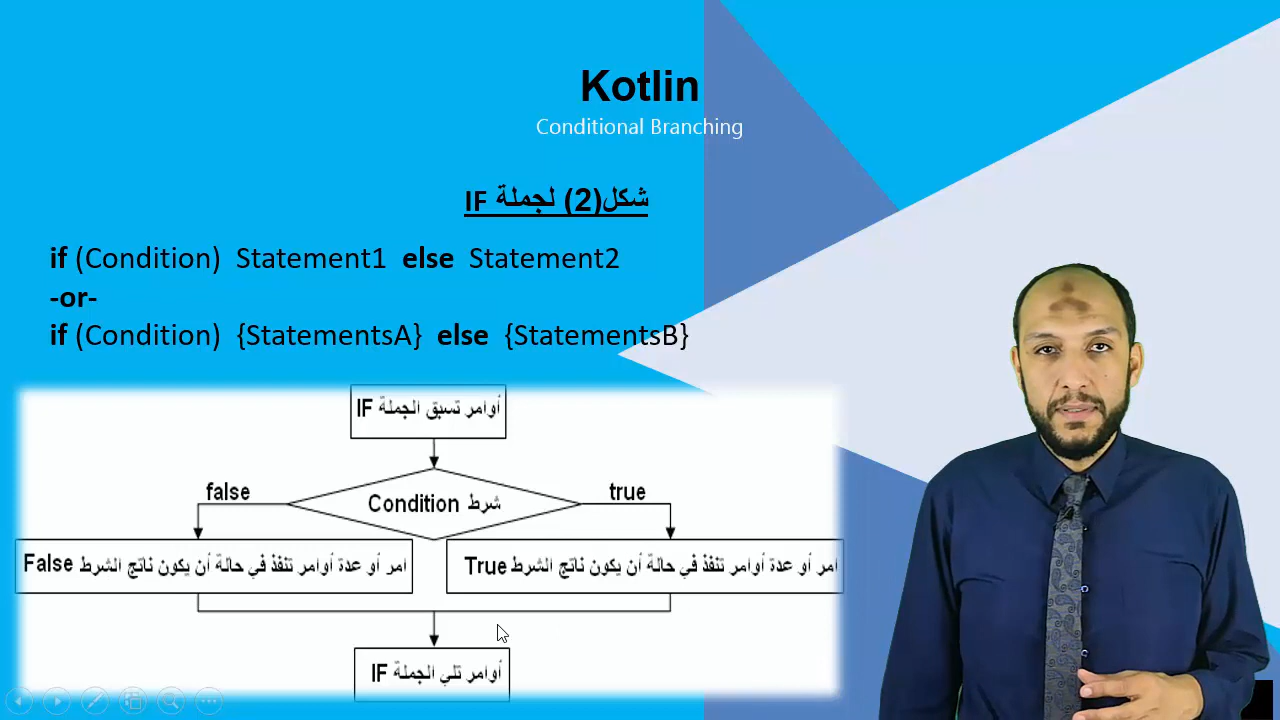 Kotlin
Conditional Branching
شكل(2) لجملة IF
if (Condition) Statement1 else Statement2
-or-
if (Condition) {StatementsA} else {StatementsB}
أوامر تسبق الجملة IF
false
شرط Condition
true
امر أو عدة أوامر تنفذ في حالة أن يكون ناتج الشرط False
امر أو عدة أوامر تنفذ في حالة أن يكون ناتج الشرط True
أوامر تلي الجملة IF